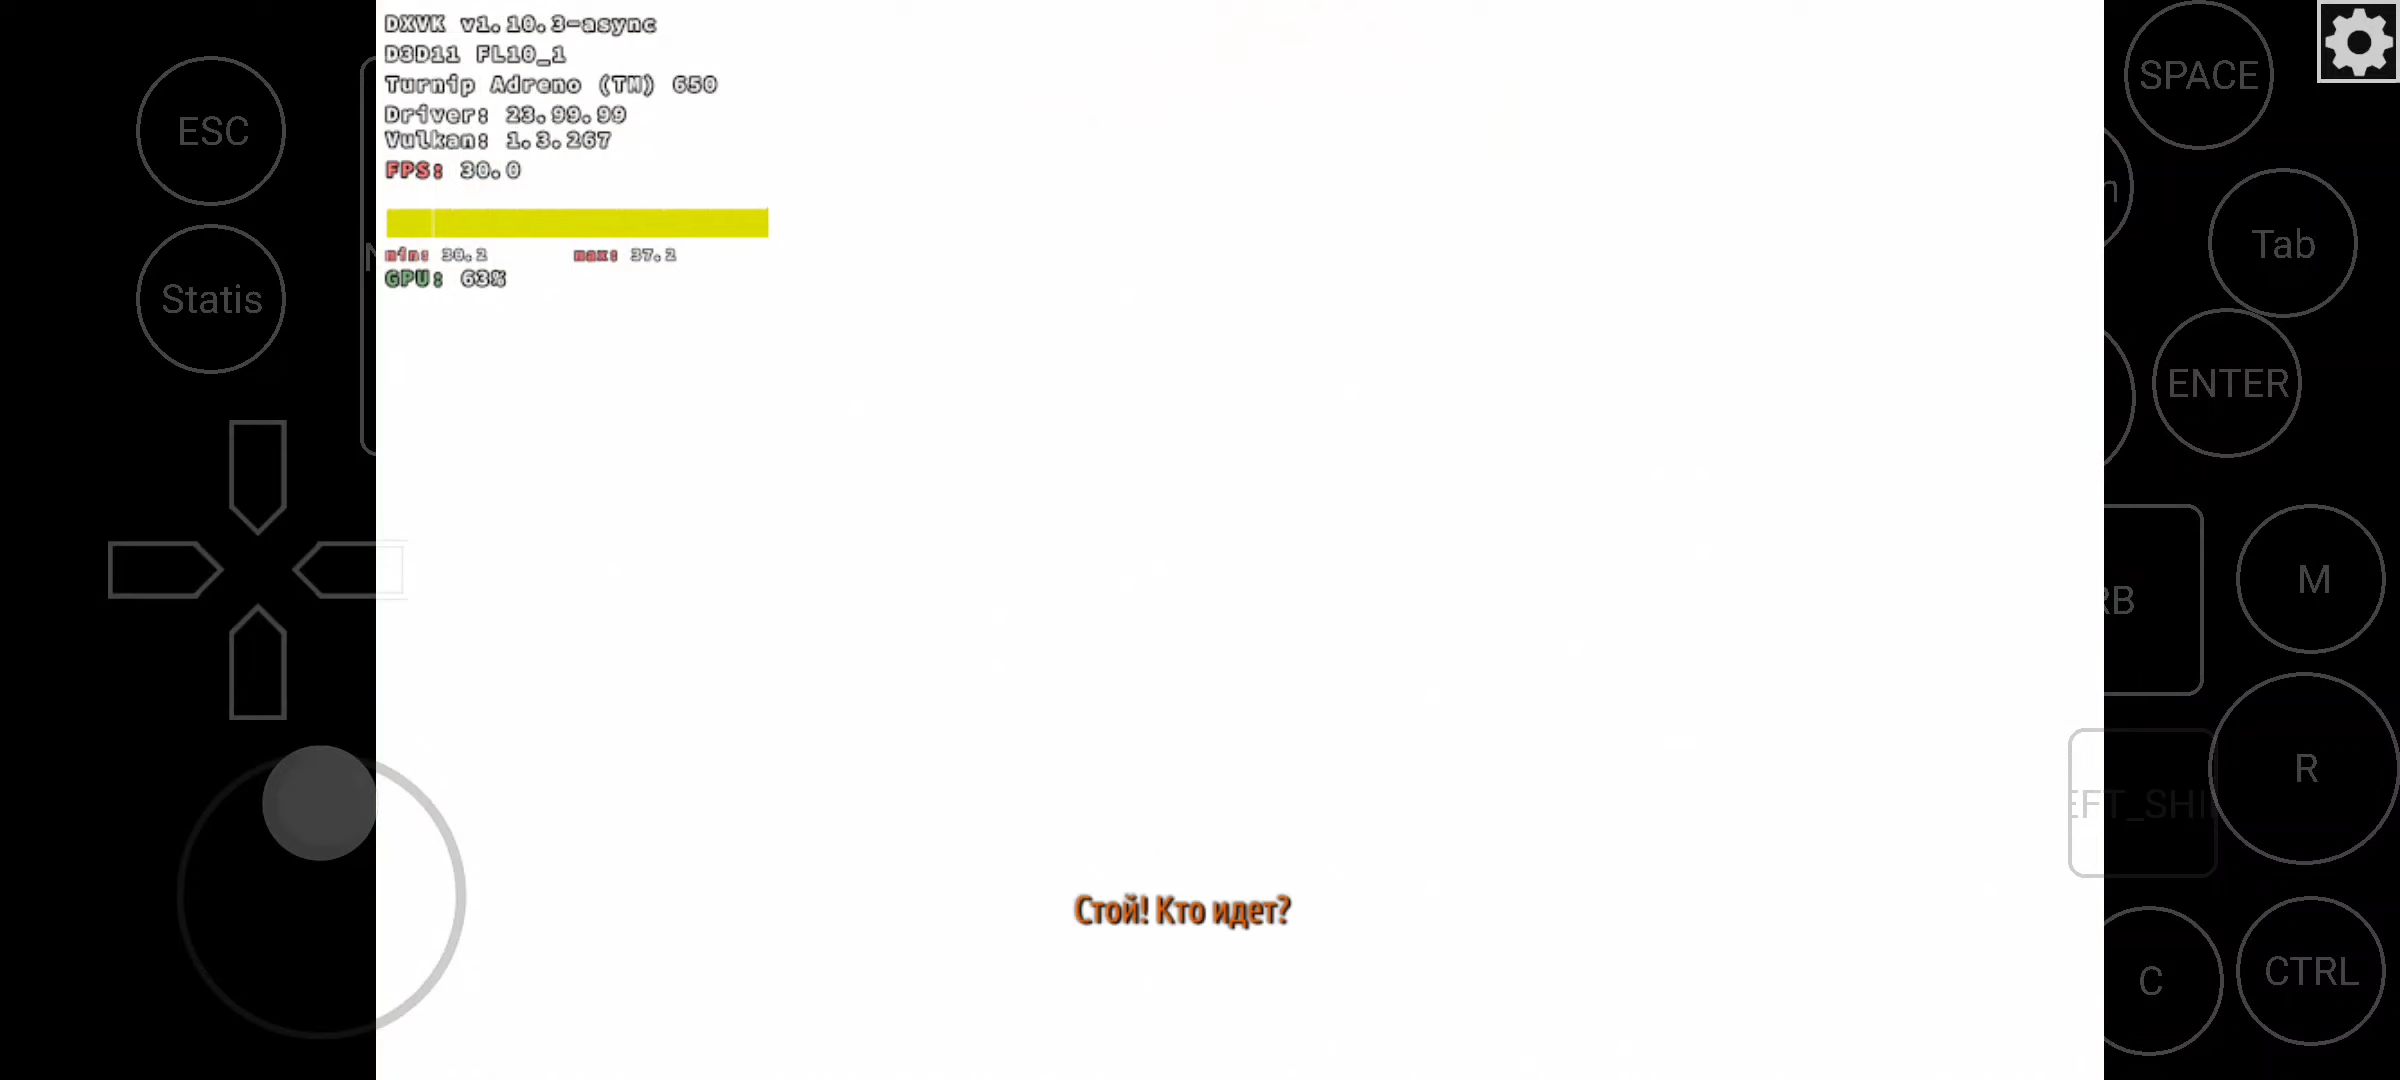 DXVK v1.10.3-async
D3D11 FL10_1
Turnip Adreno (TM) 650
Driver: 23.99.99
Vulkan: 1.3.267
FPS: 30.0
min: 30.2 max: 37.2
GPU: 63%
ESC
Statis
SPACE
Tab
ENTER
RB
M
R
EFT_SHI
C
CTRL
Стой! Кто идет?